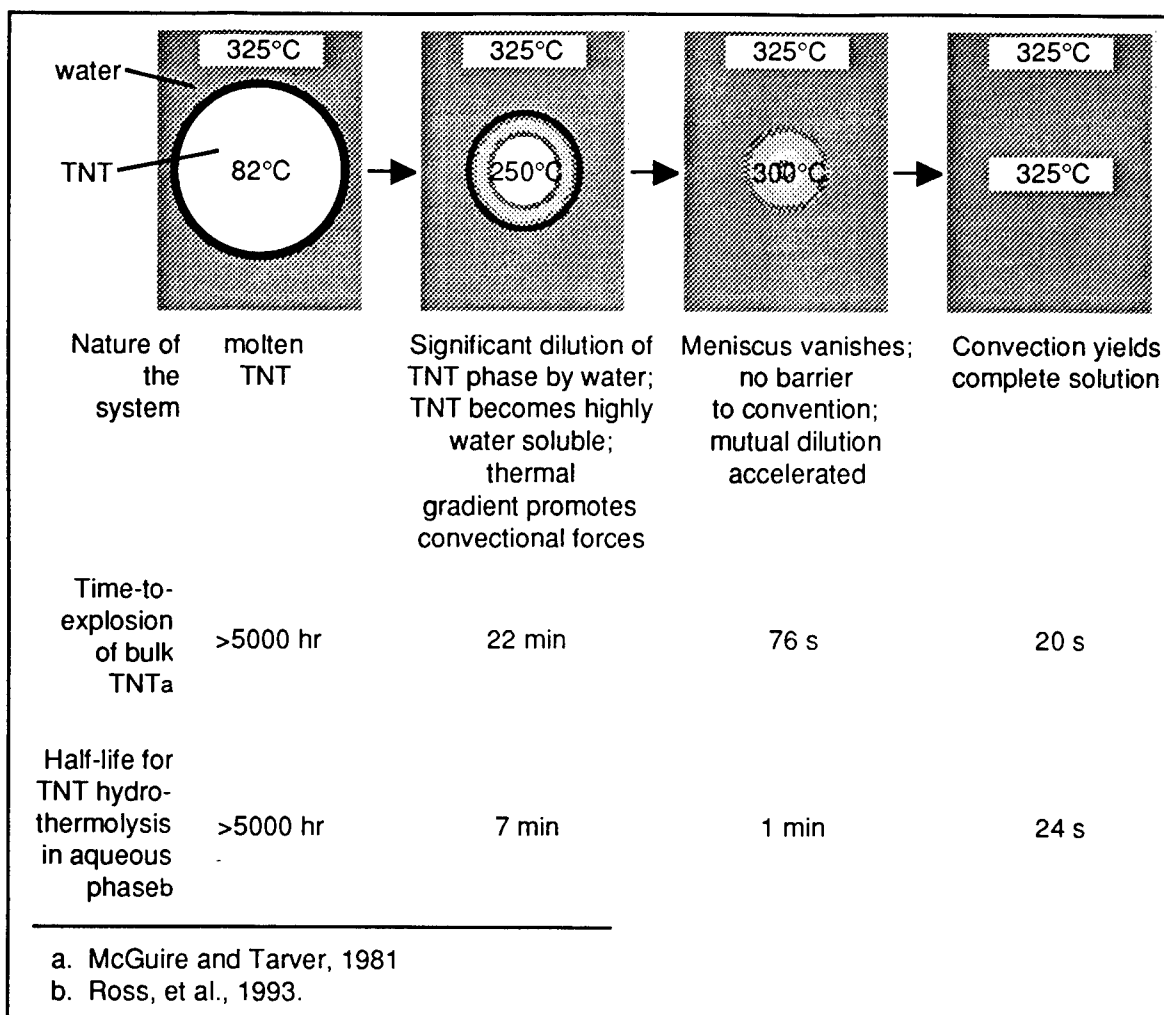 325°C
325°C
325°C
325°C
water
TNT
82°C
250°C
300°C
325°C
Nature of
the
system
molten
TNT
Significant dilution of
TNT phase by water;
TNT becomes highly
water soluble;
thermal
gradient promotes
convectional forces
Meniscus vanishes;
no barrier
to convention;
mutual dilution
accelerated
Convection yields
complete solution
Time-to-
explosion
of bulk
TNTa
>5000 hr
22 min
76 s
20 s
Half-life for
TNT hydro-
thermolysis
in aqueous
phaseb
>5000 hr
7 min
1 min
24 s
a. McGuire and Tarver, 1981
b. Ross, et al., 1993.